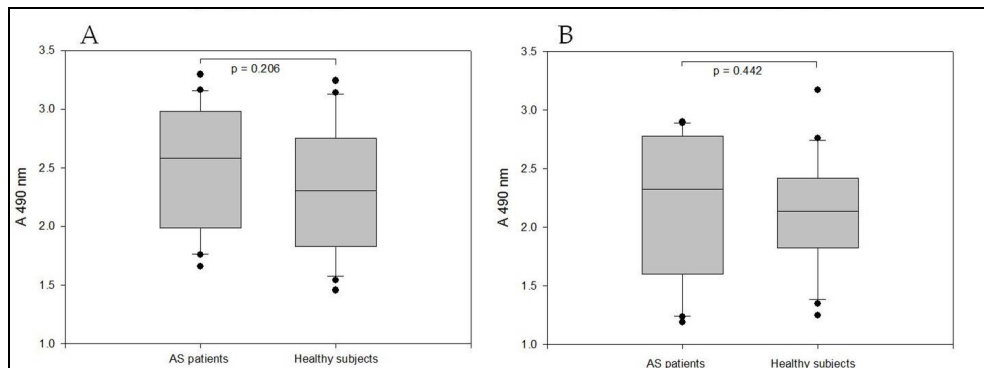 A
3.5
p = 0.206
3.0
2.5
A 490 nm
2.0
1.5
1.0
AS patients
Healthy subjects
B
3.5
p = 0.442
3.0
2.5
A 490 nm
2.0
1.5
1.0
AS patients
Healthy subjects